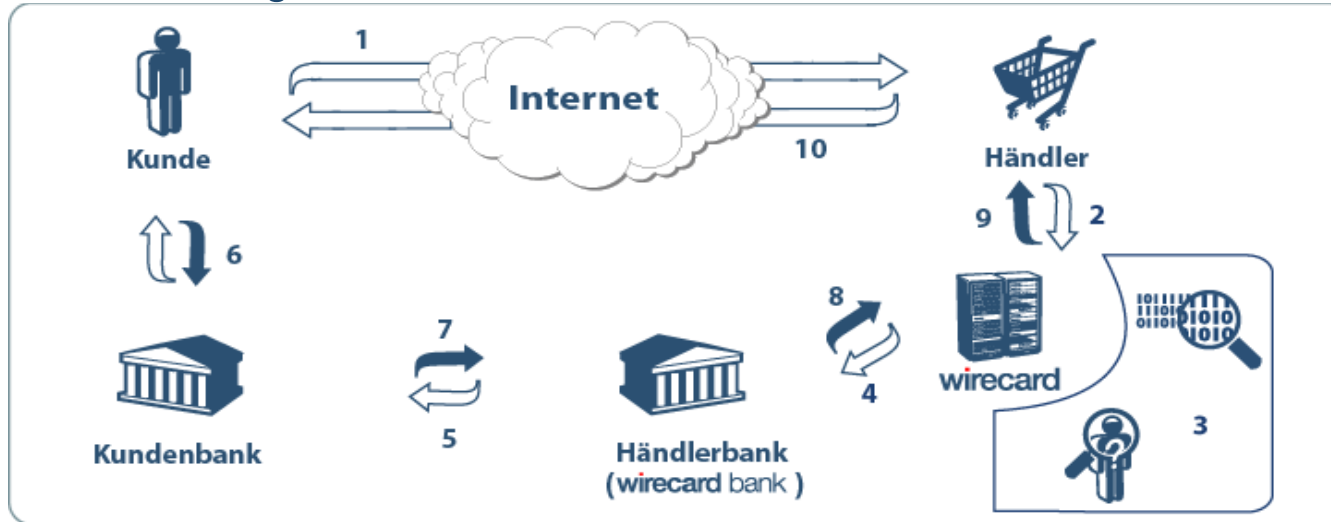 1
Internet
10
Kunde
Händler
9
2
6
8
7
4
wirecard
5
3
Kundenbank
Händlerbank
(wirecard bank )